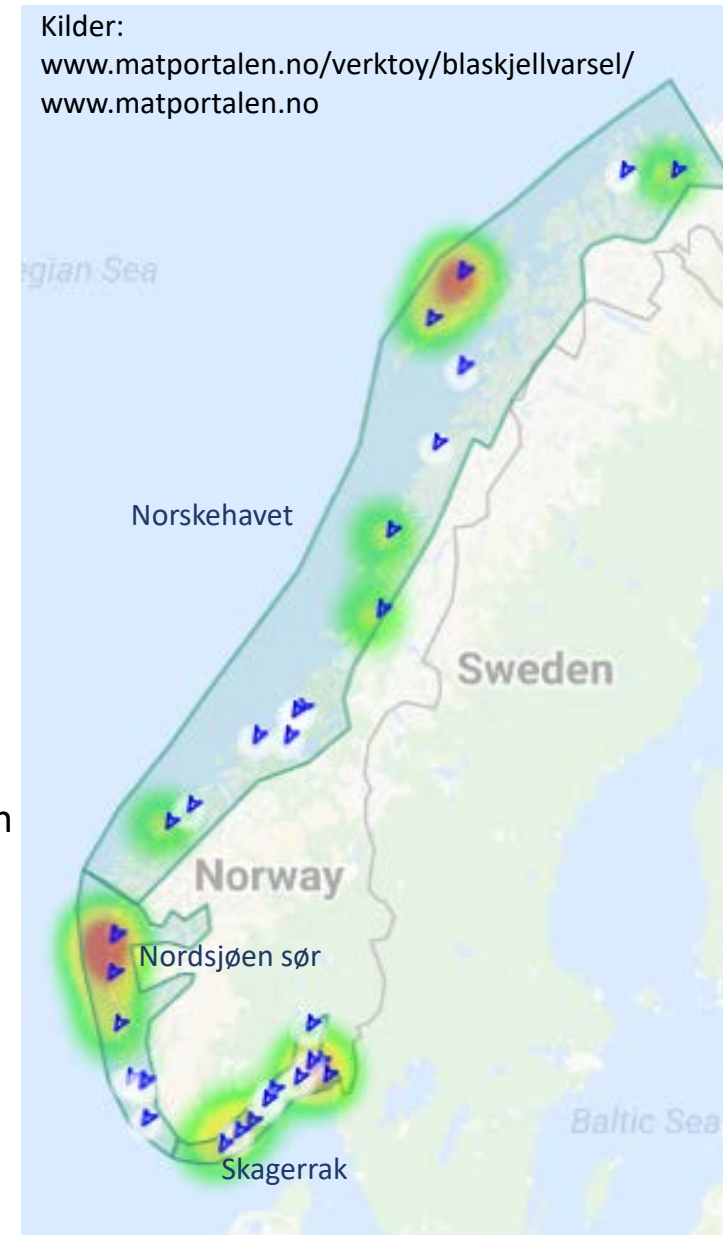 Kilder:
www.matportalen.no/verktoy/blaskjellvarsel/
www.matportalen.no
egian Sea
Norskehavet
Sweden
n
Norway
Nordsjøen sør
Baltic Sea
Skagerrak